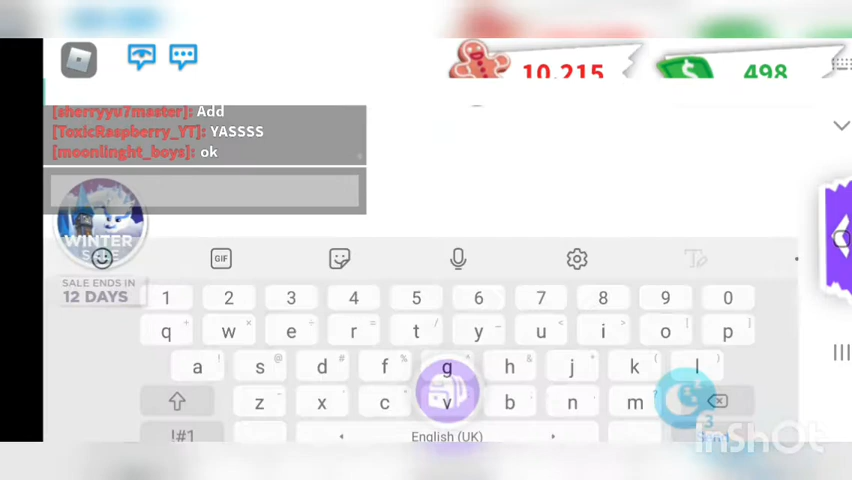 10,215
498
[sherryyu7master]: Add
[ToxicRaspberry_YT]: YASSSS
[moonlinght_boys]: ok
WINTER
SALE ENDS IN
12 DAYS
GIF
1 2 3 4 5 6 7 8 9 0
q w e r t y u i o p
a s d f g h j k l
z x c v b n m
3
!#1
English (UK)
InShOt